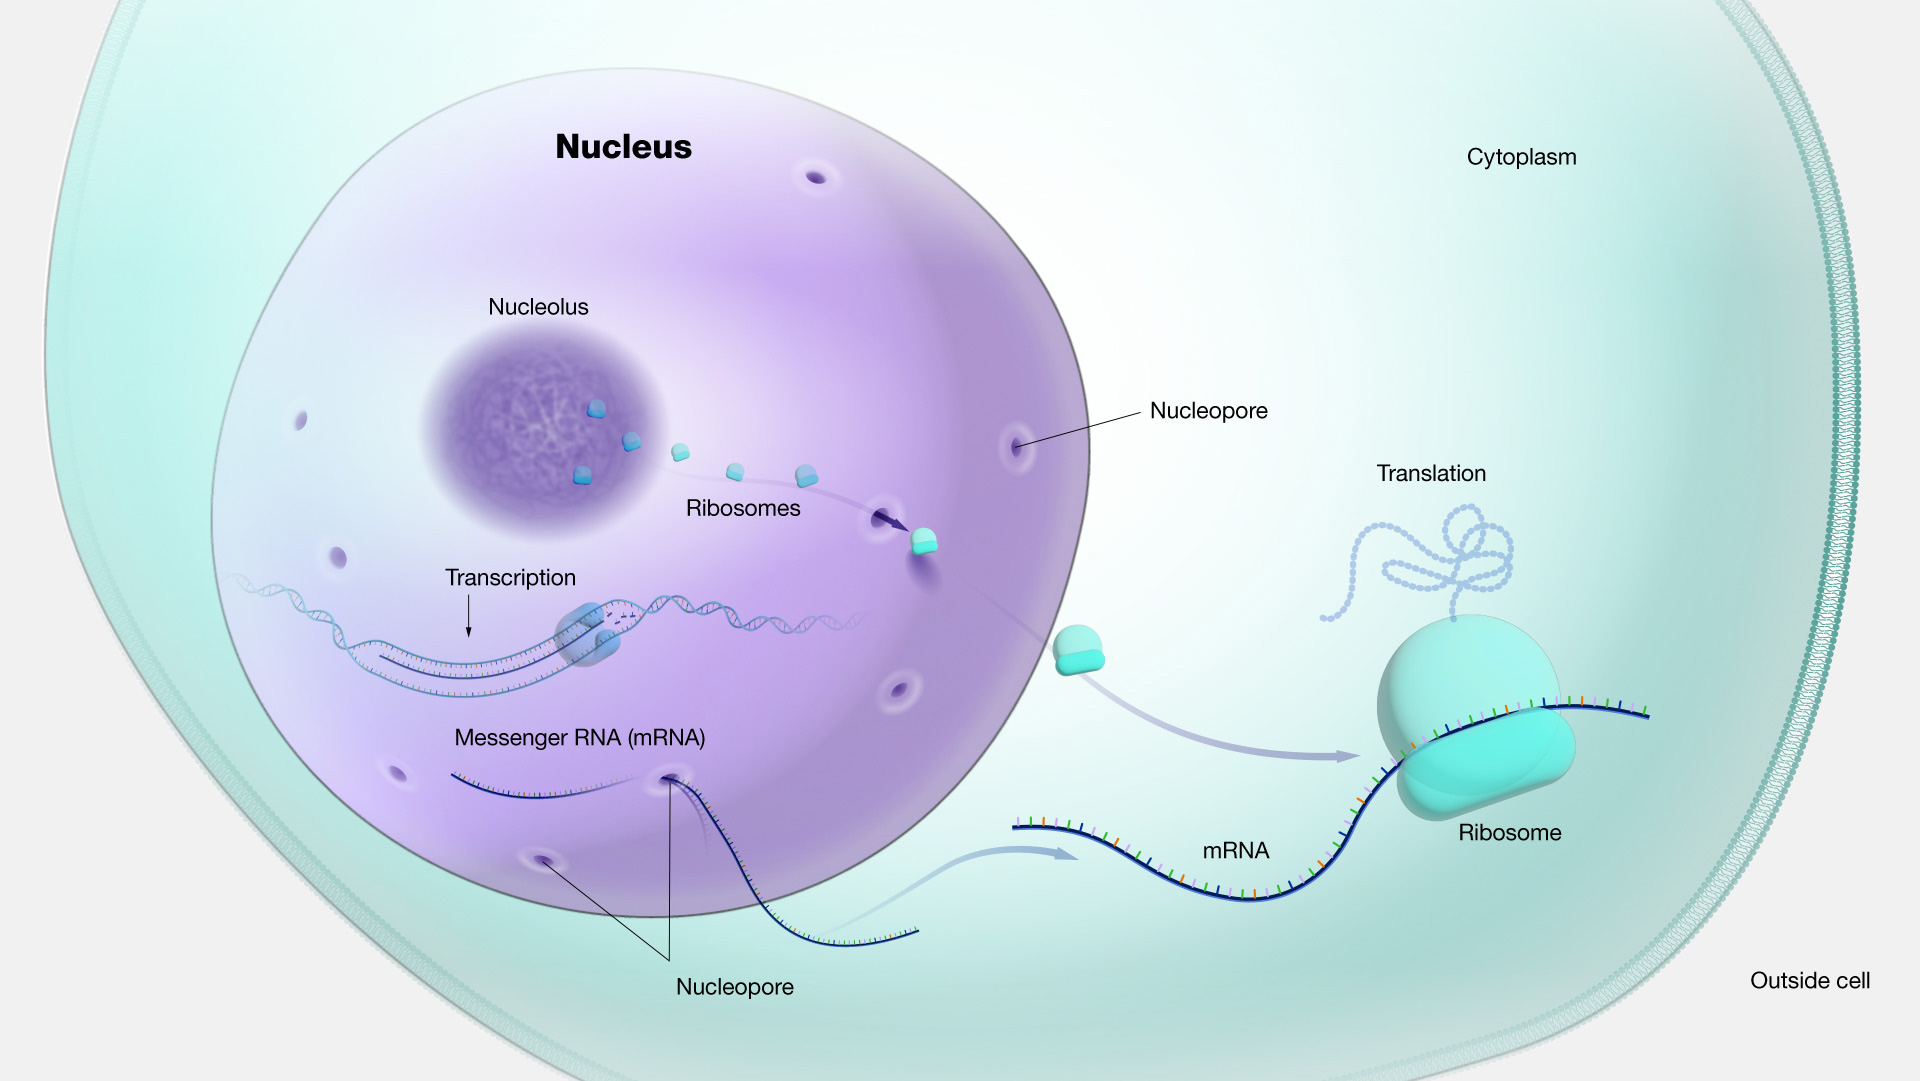 Nucleus
Cytoplasm
Nucleolus
Nucleopore
Translation
Ribosomes
Transcription
Messenger RNA (mRNA)
Ribosome
mRNA
Outside cell
Nucleopore